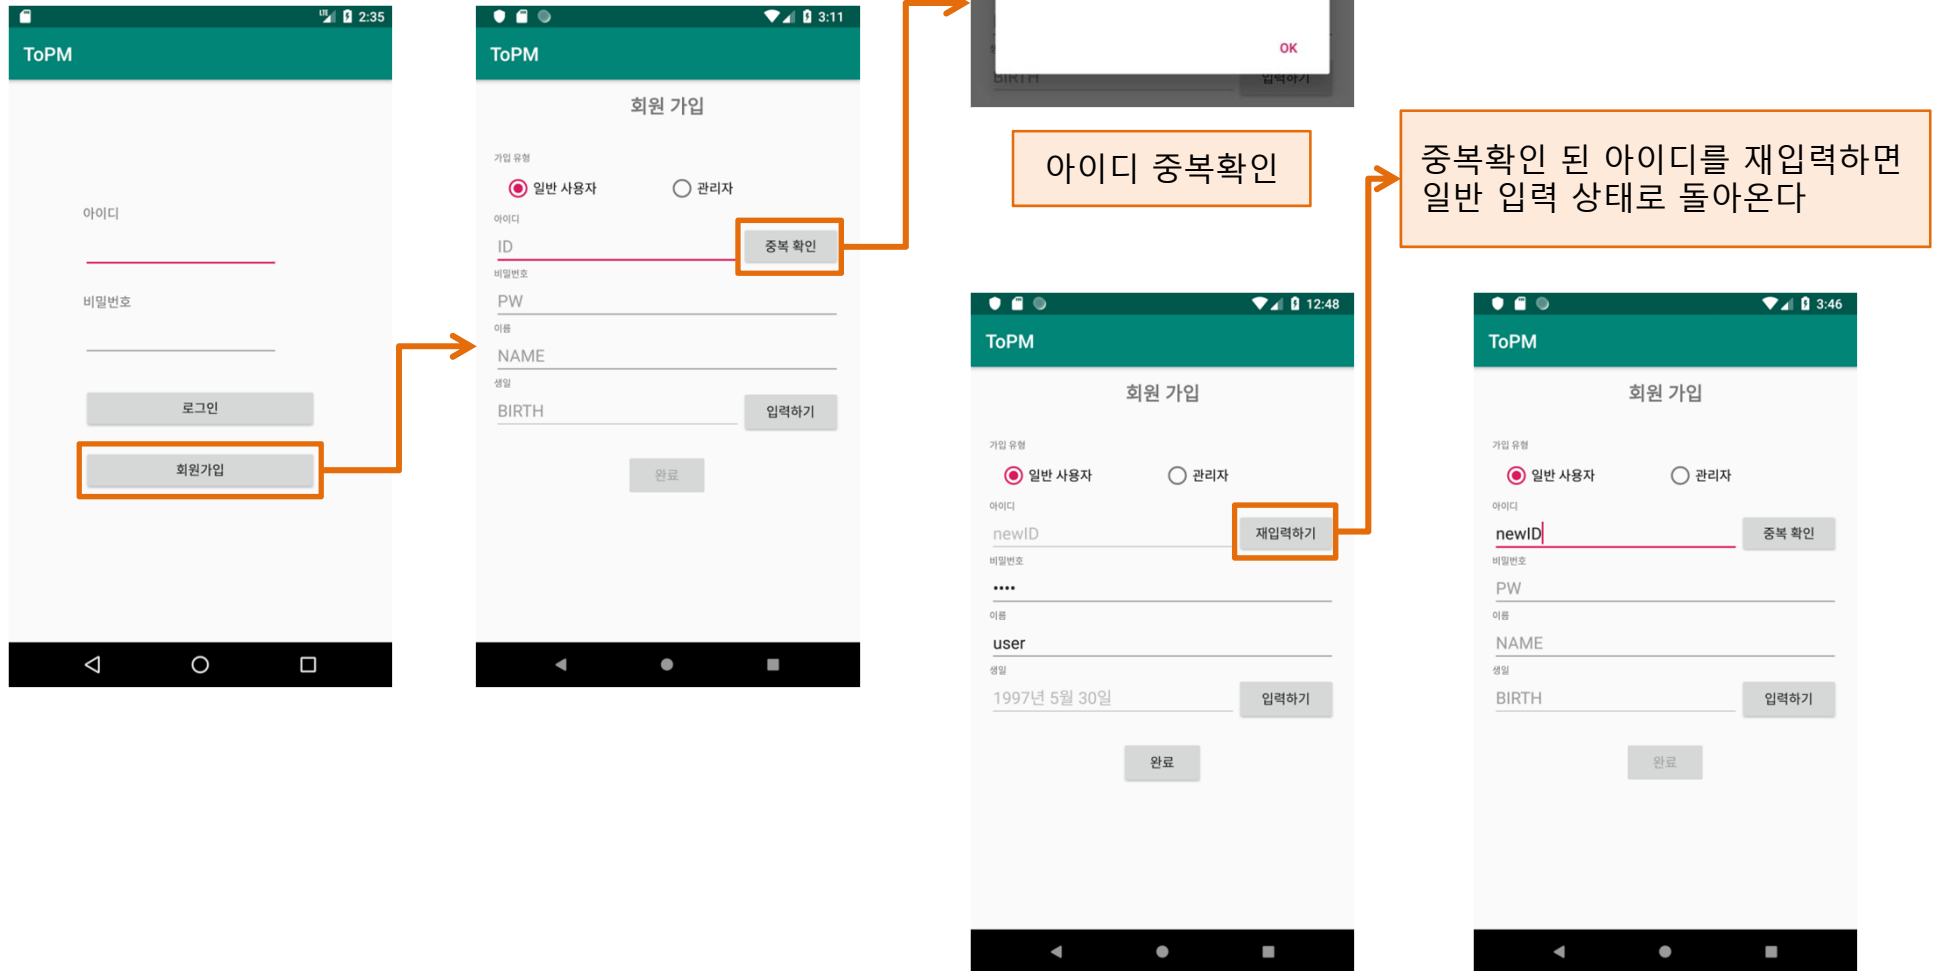 2:35
ToPM
아이디
비밀번호
로그인
회원가입
3:11
ToPM
회원 가입
가입 유형
일반 사용자
관리자
아이디
ID
중복 확인
비밀번호
PW
이름
NAME
생일
BIRTH
입력하기
완료
OK
BIRTH
입력하기
아이디 중복확인
중복확인 된 아이디를 재입력하면
일반 입력 상태로 돌아온다
12:48
ToPM
회원 가입
가입 유형
일반 사용자
관리자
아이디
newID
재입력하기
비밀번호
••••
이름
user
생일
1997년 5월 30일
입력하기
완료
3:46
ToPM
회원 가입
가입 유형
일반 사용자
관리자
아이디
newID
중복 확인
비밀번호
PW
이름
NAME
생일
BIRTH
입력하기
완료